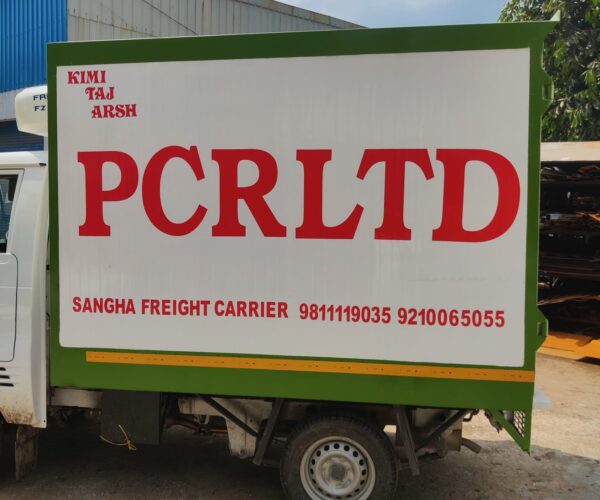 KIMI
TAJ
ARSH
PCRLTD
SANGHA FREIGHT CARRIER 9811119035 9210065055